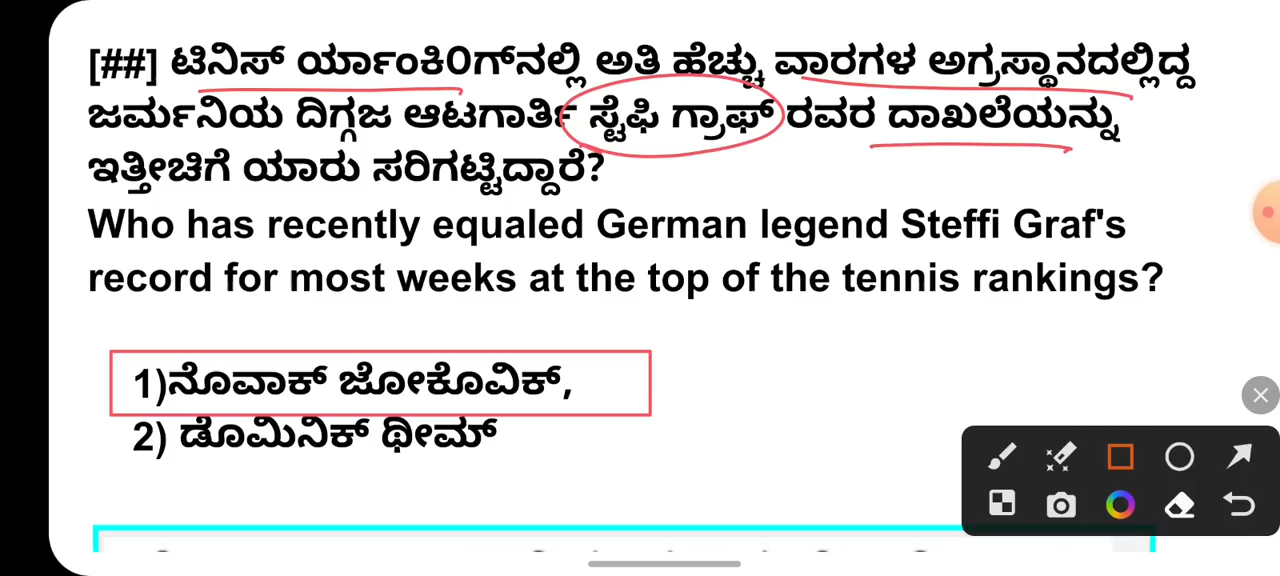 [##] ಟೆನಿಸ್ ರ್ಯಾಂಕಿ೦ಗ್‌ನಲ್ಲಿ ಅತಿ ಹೆಚ್ಚು ವಾರಗಳ ಅಗ್ರಸ್ಥಾನದಲ್ಲಿದ್ದ
ಜರ್ಮನಿಯ ದಿಗ್ಗಜ ಆಟಗಾರ್ತಿ ಸ್ಟೆಫಿ ಗ್ರಾಫ್ ರವರ ದಾಖಲೆಯನ್ನು
ಇತ್ತೀಚಿಗೆ ಯಾರು ಸರಿಗಟ್ಟಿದ್ದಾರೆ?
Who has recently equaled German legend Steffi Graf's
record for most weeks at the top of the tennis rankings?
1)ನೊವಾಕ್ ಜೋಕೊವಿಕ್,
2) ಡೊಮಿನಿಕ್ ಥೀಮ್